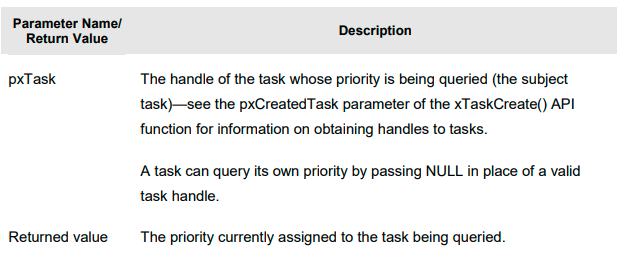 Parameter Name/
Return Value
Description
pxTask
The handle of the task whose priority is being queried (the subject
task)—see the pxCreatedTask parameter of the xTaskCreate() API
function for information on obtaining handles to tasks.
A task can query its own priority by passing NULL in place of a valid
task handle.
Returned value
The priority currently assigned to the task being queried.